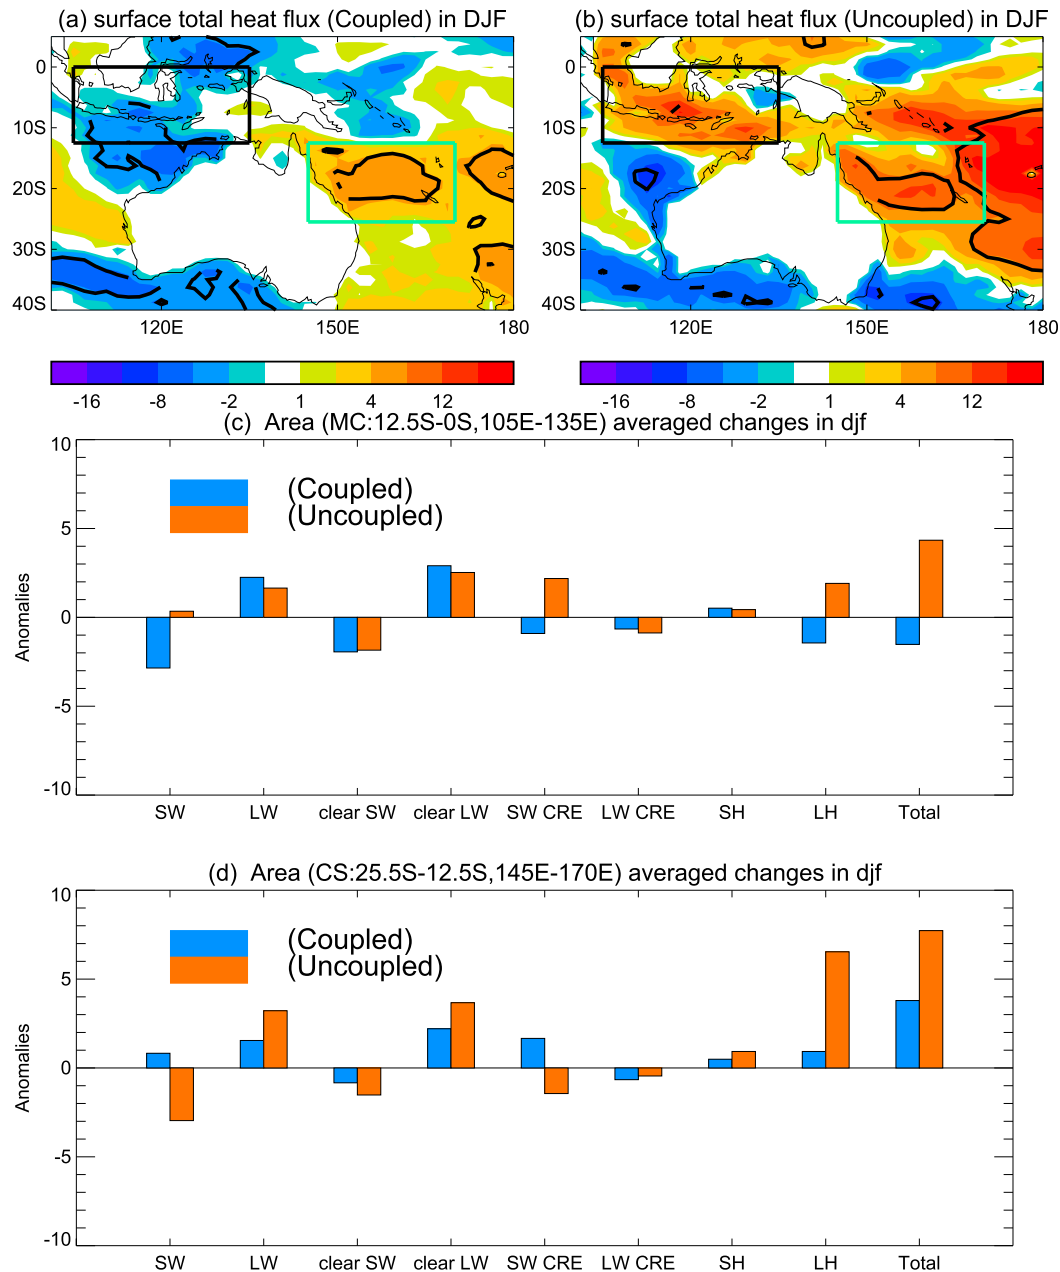 (a) surface total heat flux (Coupled) in DJF
(b) surface total heat flux (Uncoupled) in DJF
0
10S
20S
30S
40S
120E 150E 180
0
10S
20S
30S
40S
120E 150E 180
-16 -8 -2 1 4 12
-16 -8 -2 1 4 12
(c) Area (MC:12.5S-0S,105E-135E) averaged changes in djf
10
5
0
-5
-10
Anomalies
(Coupled)
(Uncoupled)
SW LW clear SW clear LW SW CRE LW CRE SH LH Total
(d) Area (CS:25.5S-12.5S,145E-170E) averaged changes in djf
10
5
0
-5
-10
Anomalies
(Coupled)
(Uncoupled)
SW LW clear SW clear LW SW CRE LW CRE SH LH Total